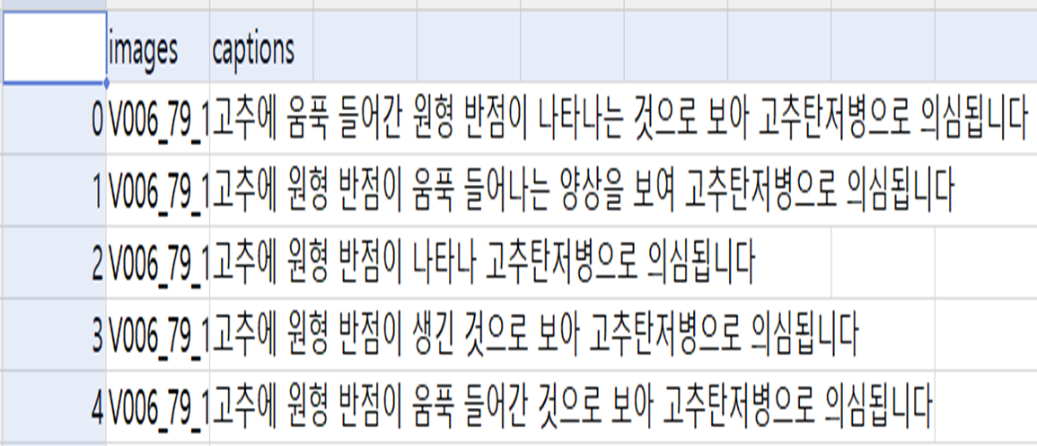 images captions
0 V006_79_1 고추에 움푹 들어간 원형 반점이 나타나는 것으로 보아 고추탄저병으로 의심됩니다
1 V006_79_1 고추에 원형 반점이 움푹 들어나는 양상을 보여 고추탄저병으로 의심됩니다
2 V006_79_1 고추에 원형 반점이 나타나 고추탄저병으로 의심됩니다
3 V006_79_1 고추에 원형 반점이 생긴 것으로 보아 고추탄저병으로 의심됩니다
4 V006_79_1 고추에 원형 반점이 움푹 들어간 것으로 보아 고추탄저병으로 의심됩니다